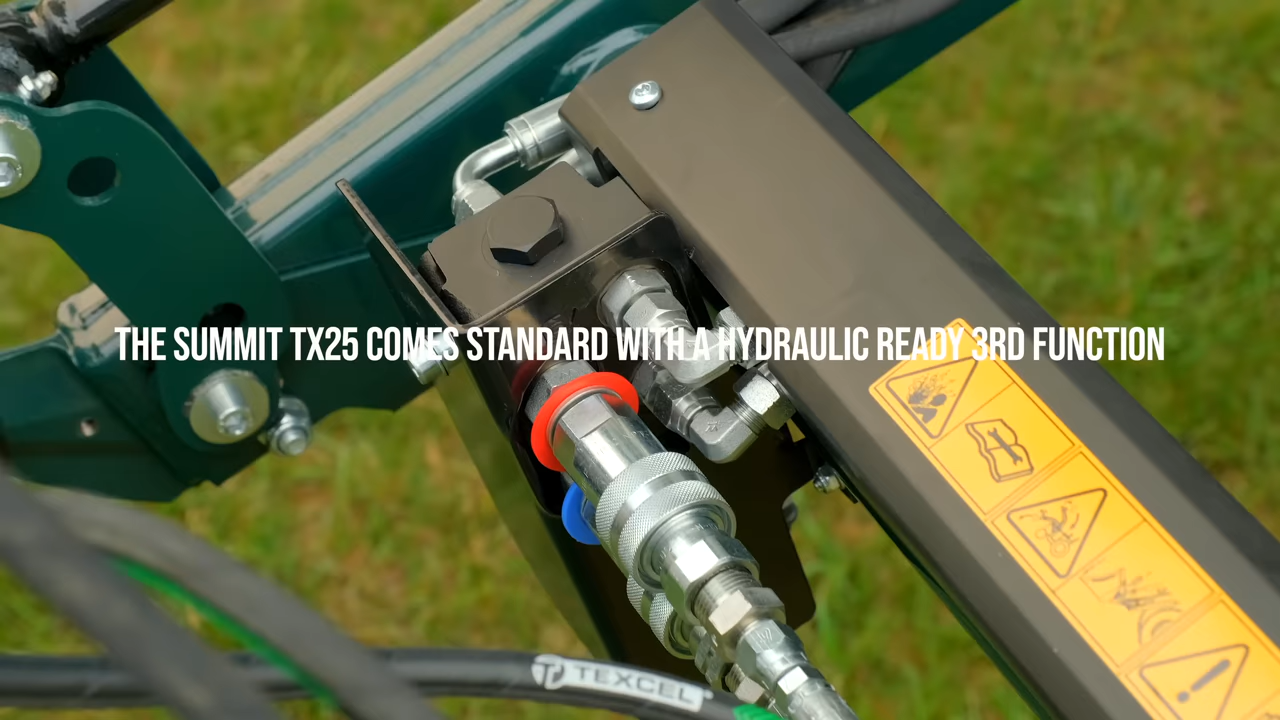 THE SUMMIT TX25 COMES STANDARD WITH A HYDRAULIC READY 3RD FUNCTION
TEXCEL